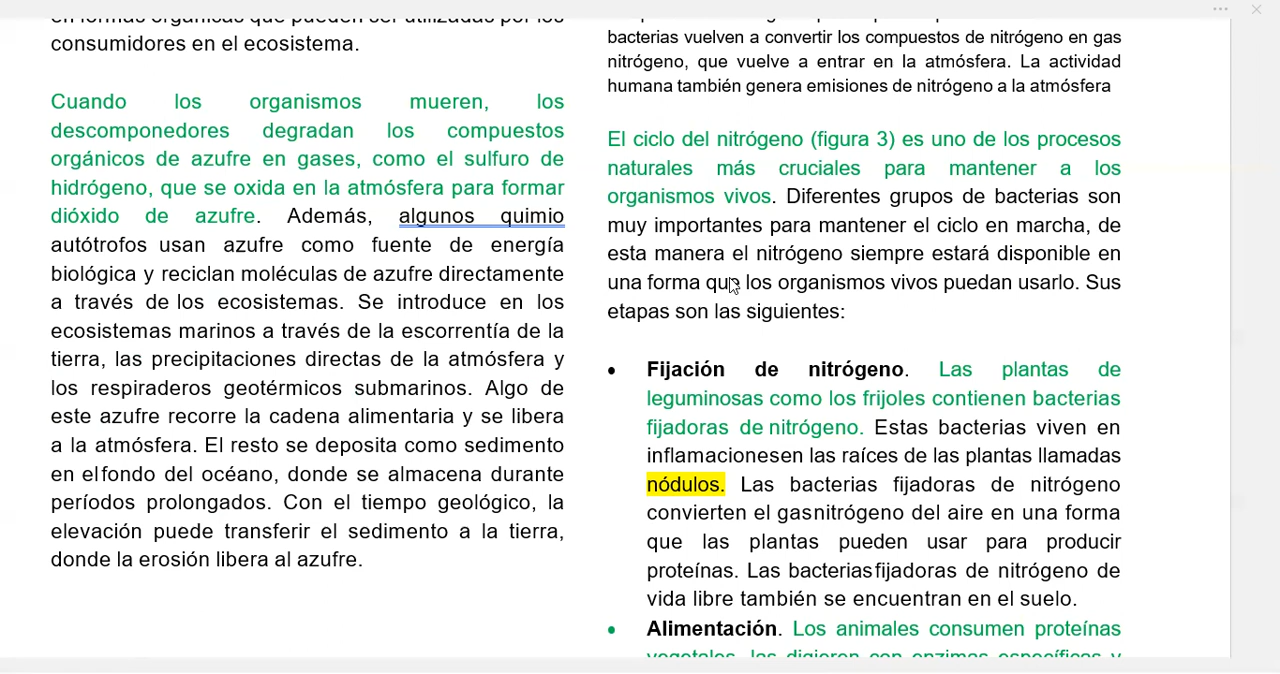 en formas orgánicas que pueden ser utilizadas por los
consumidores en el ecosistema.
Cuando los organismos mueren, los
descomponedores degradan los compuestos
orgánicos de azufre en gases, como el sulfuro de
hidrógeno, que se oxida en la atmósfera para formar
dióxido de azufre. Además, algunos quimio
autótrofos usan azufre como fuente de energía
biológica y reciclan moléculas de azufre directamente
a través de los ecosistemas. Se introduce en los
ecosistemas marinos a través de la escorrentía de la
tierra, las precipitaciones directas de la atmósfera y
los respiraderos geotérmicos submarinos. Algo de
este azufre recorre la cadena alimentaria y se libera
a la atmósfera. El resto se deposita como sedimento
en elfondo del océano, donde se almacena durante
períodos prolongados. Con el tiempo geológico, la
elevación puede transferir el sedimento a la tierra,
donde la erosión libera al azufre.
bacterias vuelven a convertir los compuestos de nitrógeno en gas
nitrógeno, que vuelve a entrar en la atmósfera. La actividad
humana también genera emisiones de nitrógeno a la atmósfera
El ciclo del nitrógeno (figura 3) es uno de los procesos
naturales más cruciales para mantener a los
organismos vivos. Diferentes grupos de bacterias son
muy importantes para mantener el ciclo en marcha, de
esta manera el nitrógeno siempre estará disponible en
una forma que los organismos vivos puedan usarlo. Sus
etapas son las siguientes:
• Fijación de nitrógeno. Las plantas de
leguminosas como los frijoles contienen bacterias
fijadoras de nitrógeno. Estas bacterias viven en
inflamacionesen las raíces de las plantas llamadas
nódulos. Las bacterias fijadoras de nitrógeno
convierten el gasnitrógeno del aire en una forma
que las plantas pueden usar para producir
proteínas. Las bacteriasfijadoras de nitrógeno de
vida libre también se encuentran en el suelo.
• Alimentación. Los animales consumen proteínas
vegetales, las digieren con enzimas específicas y